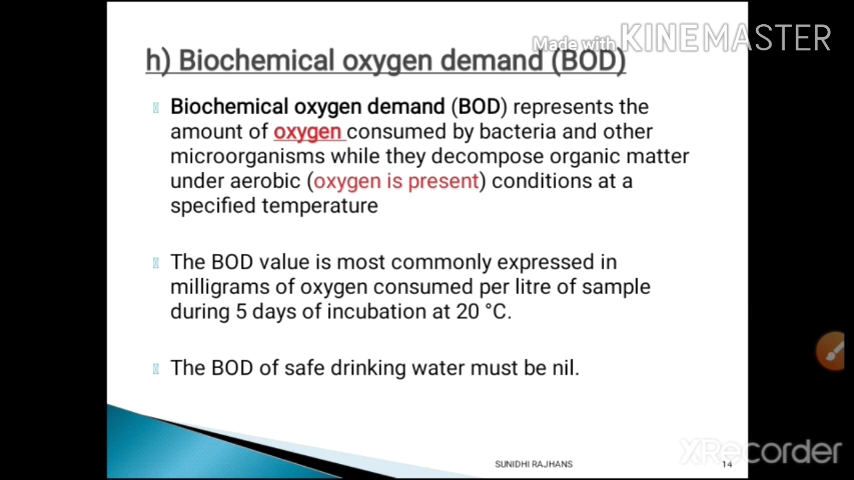 Made with KINEMASTER
h) Biochemical oxygen demand (BOD)
Biochemical oxygen demand (BOD) represents the
amount of oxygen consumed by bacteria and other
microorganisms while they decompose organic matter
under aerobic (oxygen is present) conditions at a
specified temperature
The BOD value is most commonly expressed in
milligrams of oxygen consumed per litre of sample
during 5 days of incubation at 20 °C.
The BOD of safe drinking water must be nil.
SUNIDHI RAJHANS
14
XRecorder